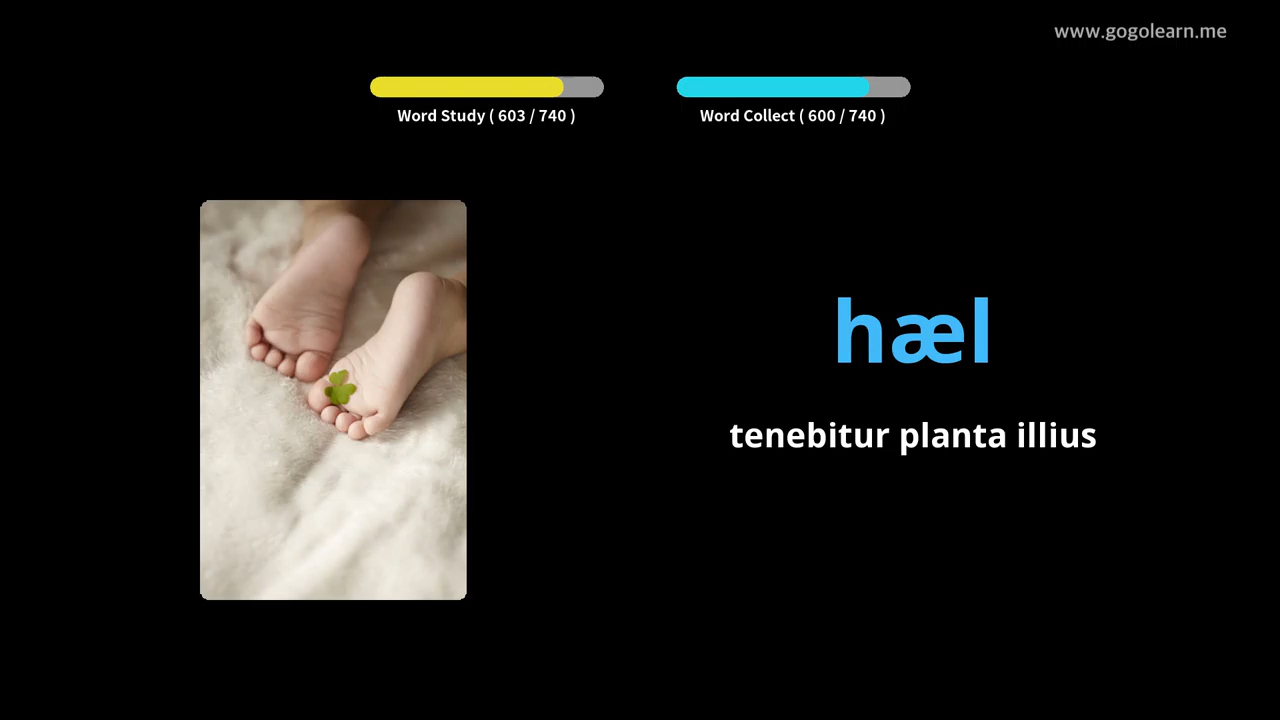 www.gogolearn.me
Word Study ( 603 / 740 )
Word Collect ( 600 / 740 )
hæl
tenebitur planta illius